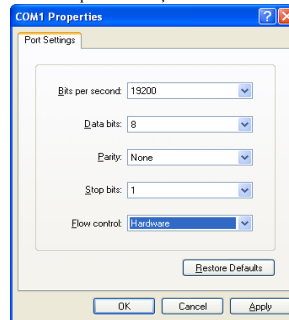 COM1 Properties
Port Settings
Bits per second: 19200
Data bits: 8
Parity: None
Stop bits: 1
Flow control: Hardware
Restore Defaults
OK Cancel Apply